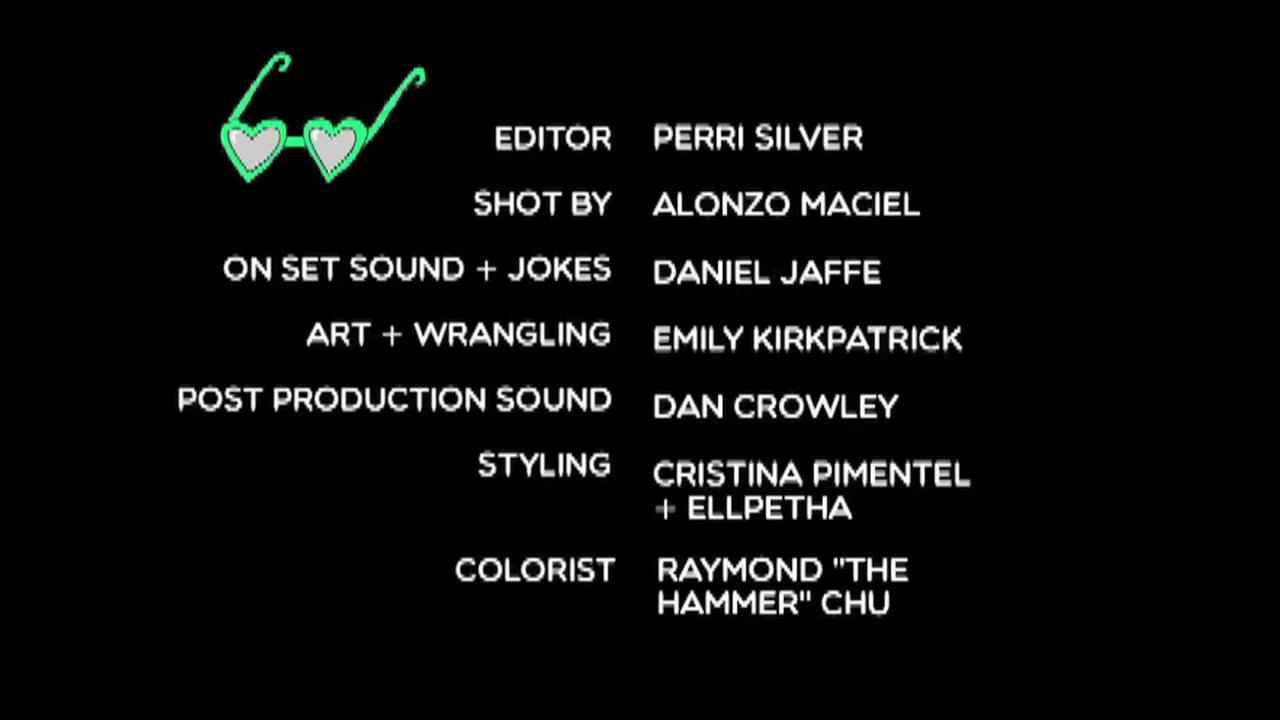 EDITOR PERRI SILVER
SHOT BY ALONZO MACIEL
ON SET SOUND + JOKES DANIEL JAFFE
ART + WRANGLING EMILY KIRKPATRICK
POST PRODUCTION SOUND DAN CROWLEY
STYLING CRISTINA PIMENTEL
+ ELLPETHA
COLORIST RAYMOND "THE
HAMMER" CHU